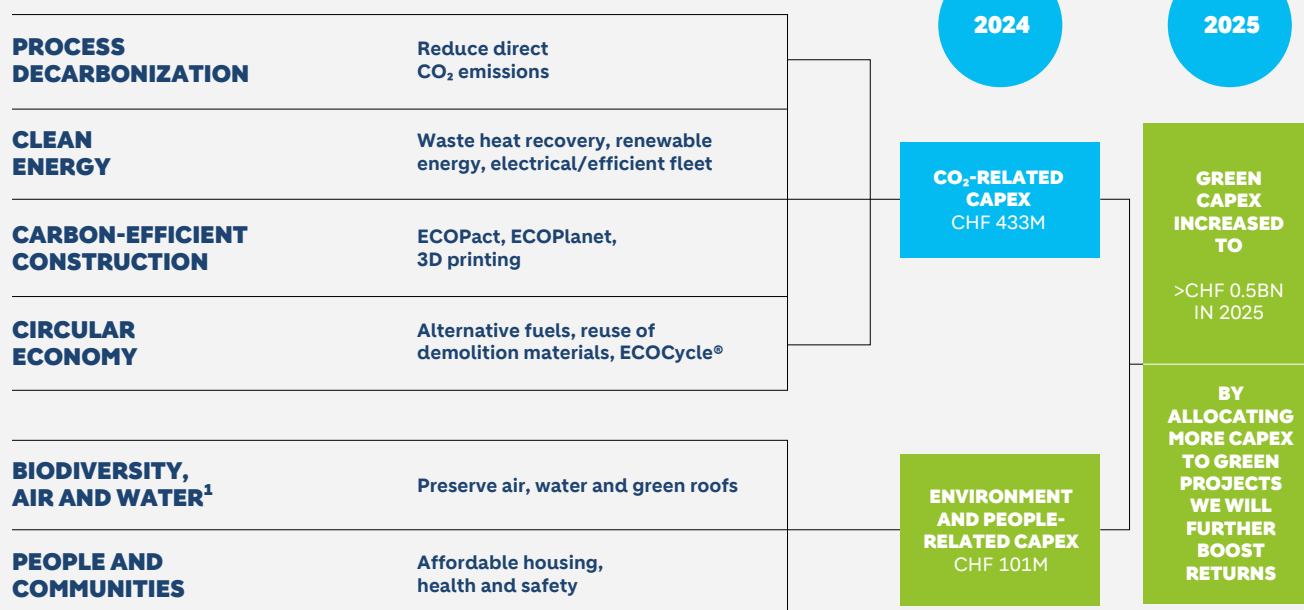 2024
2025
PROCESS
DECARBONIZATION
Reduce direct
CO₂ emissions
CLEAN
ENERGY
Waste heat recovery, renewable
energy, electrical/efficient fleet
CARBON-EFFICIENT
CONSTRUCTION
ECOPact, ECOPlanet,
3D printing
CIRCULAR
ECONOMY
Alternative fuels, reuse of
demolition materials, ECOCycle®
BIODIVERSITY,
AIR AND WATER¹
Preserve air, water and green roofs
PEOPLE AND
COMMUNITIES
Affordable housing,
health and safety
CO₂-RELATED
CAPEX
CHF 433M
ENVIRONMENT
AND PEOPLE-
RELATED CAPEX
CHF 101M
GREEN
CAPEX
INCREASED
TO
>CHF 0.5BN
IN 2025
BY
ALLOCATING
MORE CAPEX
TO GREEN
PROJECTS
WE WILL
FURTHER
BOOST
RETURNS